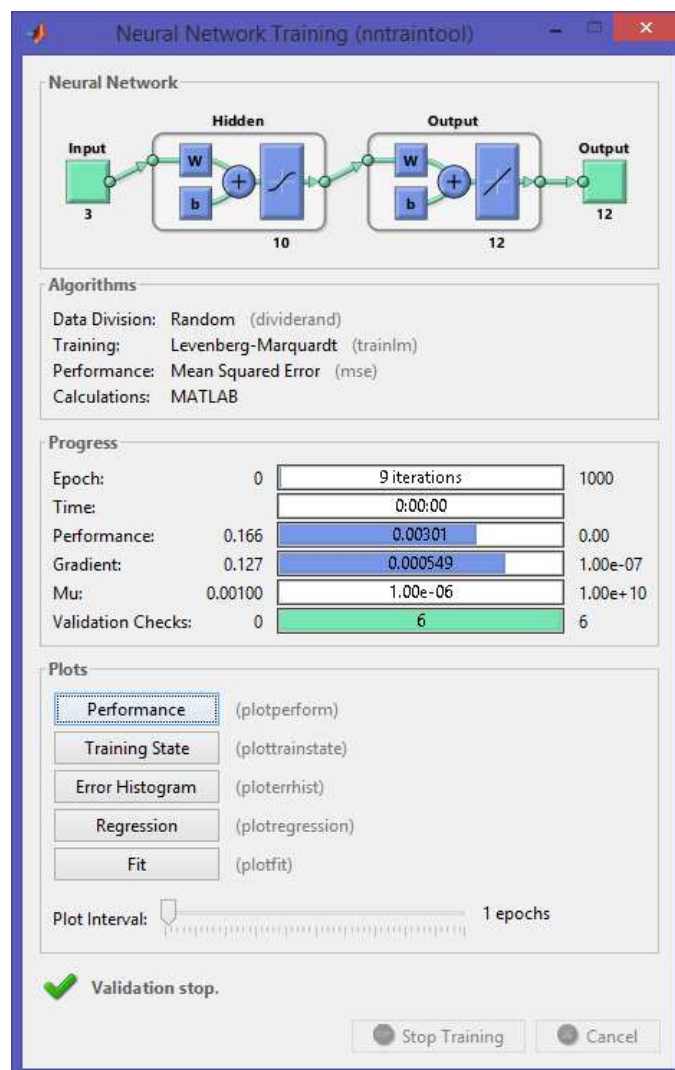 Neural Network Training (nntraintool)
Neural Network
Hidden Output
Input Output
W W
b b
+ +
3 10 12 12
Algorithms
Data Division: Random (dividerand)
Training: Levenberg-Marquardt (trainlm)
Performance: Mean Squared Error (mse)
Calculations: MATLAB
Progress
Epoch: 0 9 iterations 1000
Time: 0:00:00
Performance: 0.166 0.00301 0.00
Gradient: 0.127 0.000549 1.00e-07
Mu: 0.00100 1.00e-06 1.00e+10
Validation Checks: 0 6 6
Plots
Performance (plotperform)
Training State (plottrainstate)
Error Histogram (ploterrhist)
Regression (plotregression)
Fit (plotfit)
Plot Interval: 1 epochs
Validation stop.
Stop Training Cancel